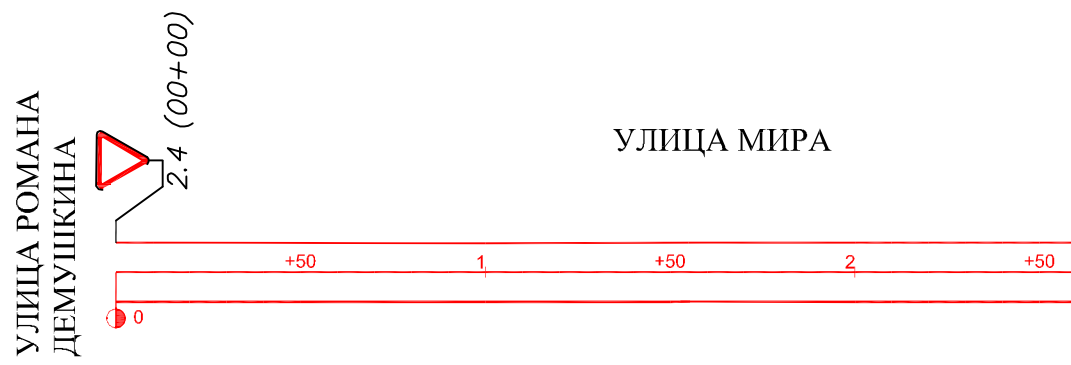 УЛИЦА РОМАНА
ДЕМУШКИНА
2.4 (00+00)
УЛИЦА МИРА
+50 1 +50 2 +50
0